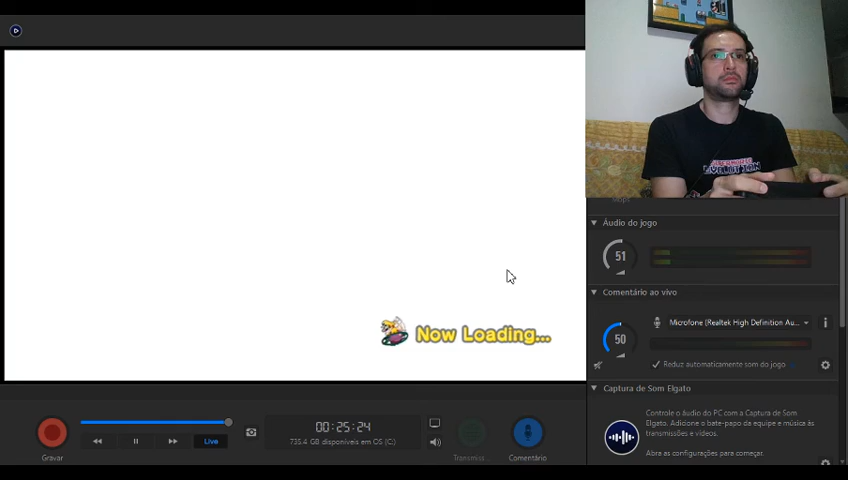 Áudio do jogo
51
Comentário ao vivo
Microfone (Realtek High Definition Au...
50
Reduz automaticamente som do jogo
Captura de Som Elgato
Controle o áudio do PC com a Captura de Som
Elgato. Adicione o bate-papo da equipe e música às
transmissões e vídeos.
Abra as configurações para começar.
Now Loading...
Live
00:25:24
735.4 GB disponíveis em OS (C:)
Gravar
Transmiss...
Comentário